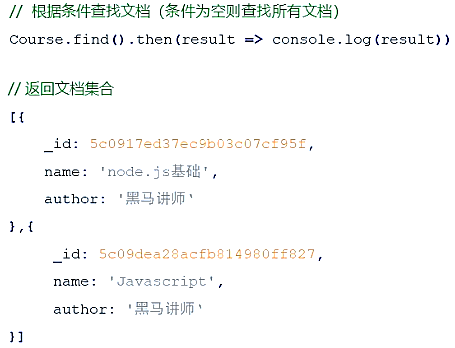 // 根据条件查找文档（条件为空则查找所有文档）
Course.find().then(result => console.log(result))
//返回文档集合
[{
_id: 5c0917ed37ec9b03c07cf95f,
name: 'node.js基础',
author: '黑马讲师'
},{
_id: 5c09dea28acfb814980ff827,
name: 'Javascript',
author: '黑马讲师'
}]